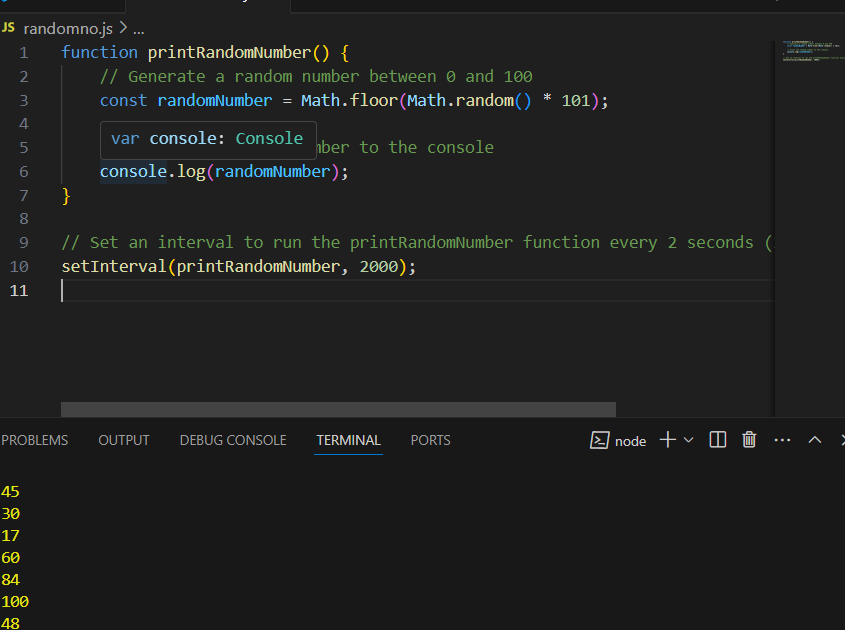 JS randomno.js > ...
1 function printRandomNumber() {
2 // Generate a random number between 0 and 100
3 const randomNumber = Math.floor(Math.random() * 101);
4
var console: Console
5 to the console
6 console.log(randomNumber);
7 }
8
9 // Set an interval to run the printRandomNumber function every 2 seconds (
10 setInterval(printRandomNumber, 2000);
11
PROBLEMS OUTPUT DEBUG CONSOLE TERMINAL PORTS node
45
30
17
60
84
100
48